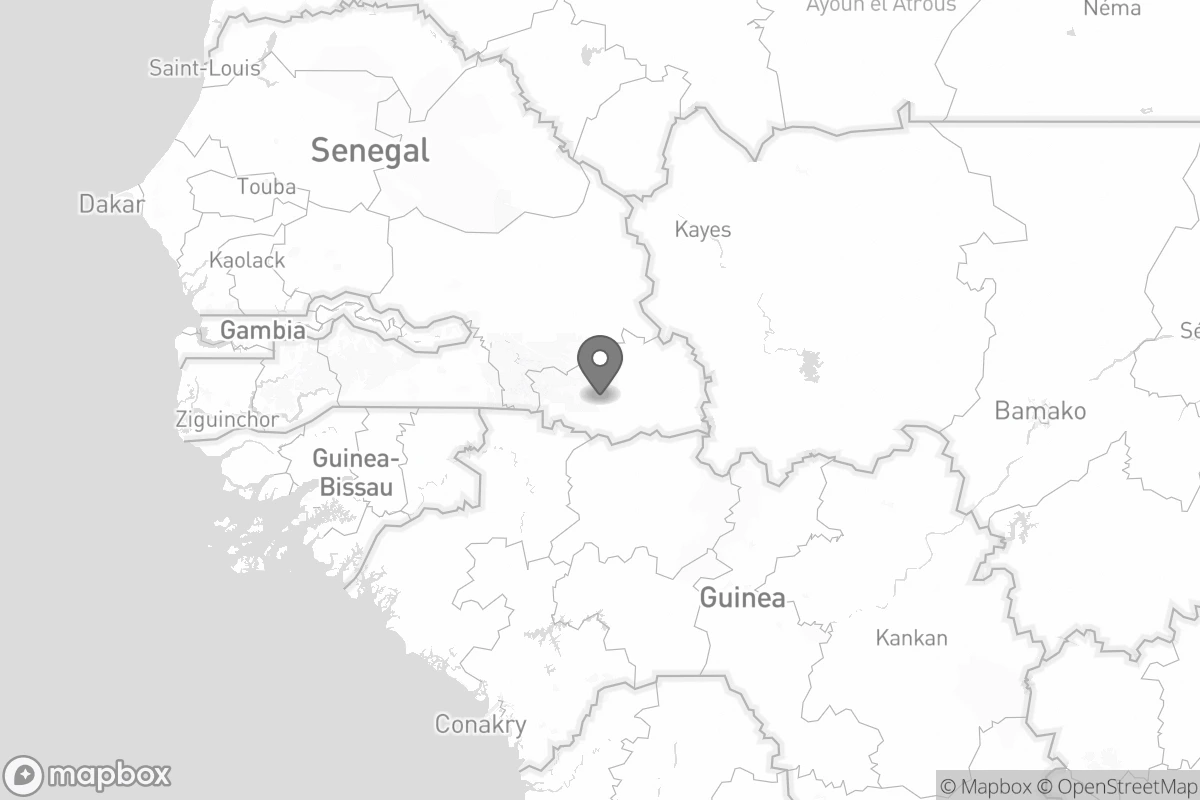 Ayoun el Atrous
Néma
Saint-Louis
Senegal
Touba
Dakar
Kayes
Kaolack
Gambia
Sé
Bamako
Ziguinchor
Guinea-
Bissau
Guinea
Kankan
Conakry
mapbox
© Mapbox © OpenStreetMap